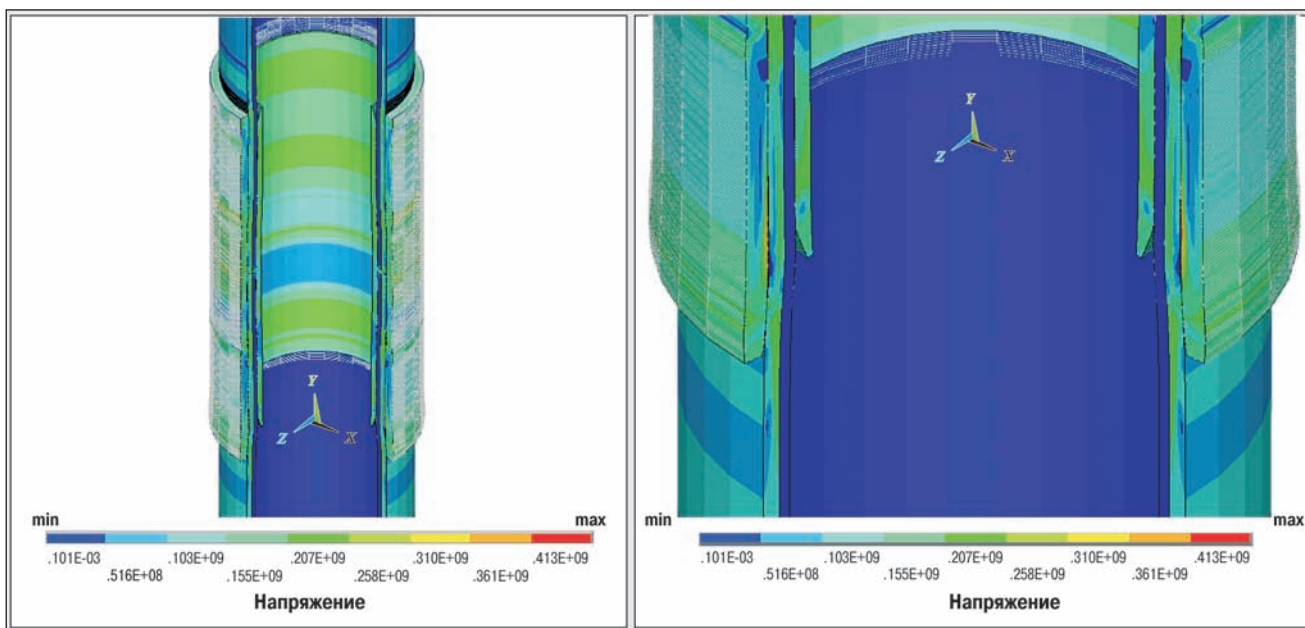 Y
Z
X
min
max
.101E-03
.103E+09
.207E+09
.310E+09
.413E+09
.516E+08
.155E+09
.258E+09
.361E+09
Напряжение
Y
Z
X
min
max
.101E-03
.103E+09
.207E+09
.310E+09
.413E+09
.516E+08
.155E+09
.258E+09
.361E+09
Напряжение